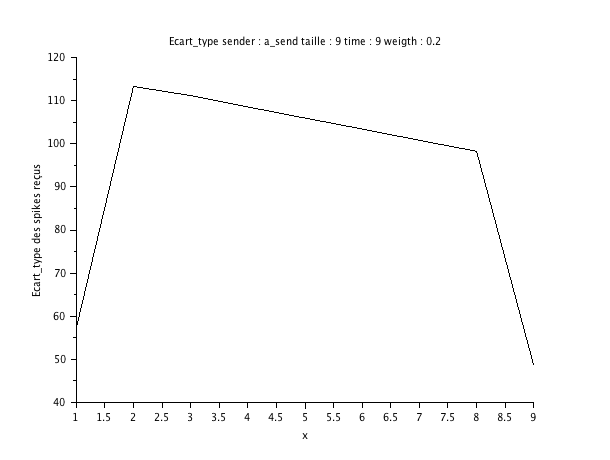 Ecart_type sender : a_send taille : 9 time : 9 weigth : 0.2
120
110
100
90
80
70
60
50
40
Ecart_type des spikes reçus
1 1.5 2 2.5 3 3.5 4 4.5 5 5.5 6 6.5 7 7.5 8 8.5 9
x